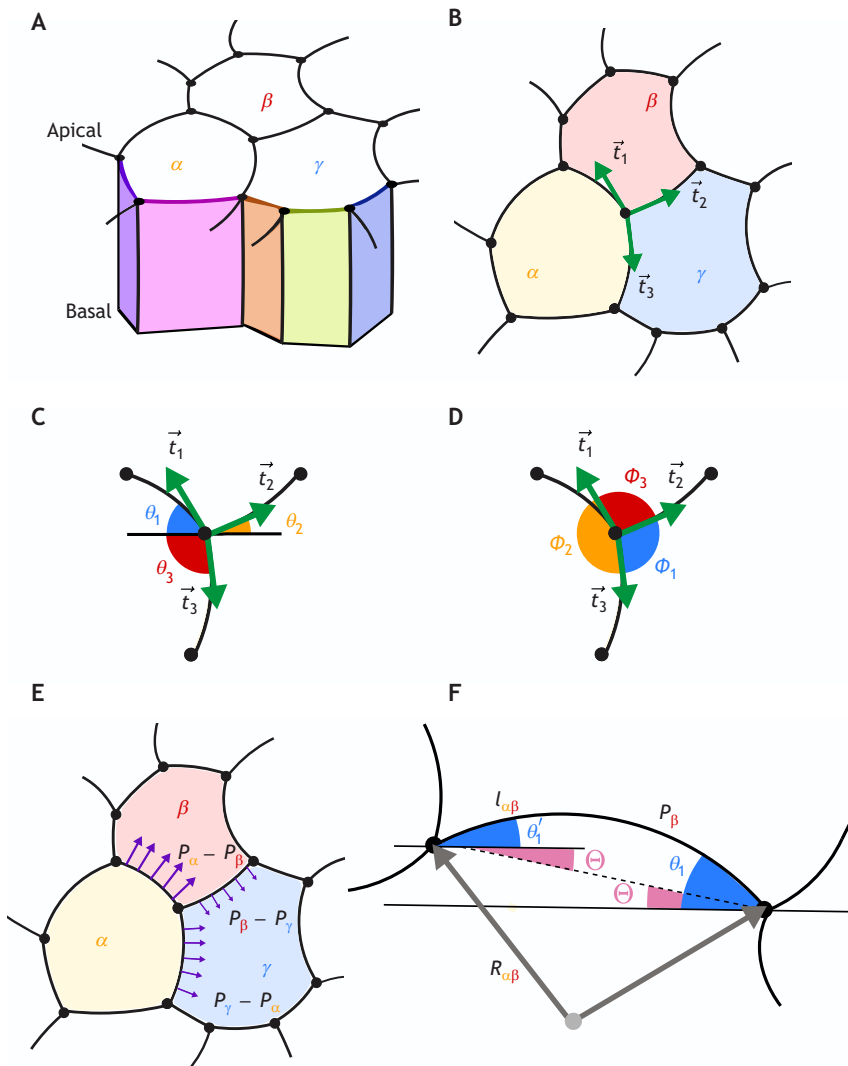 A
B
β
Apical
α
γ
Basal
β
t⃗₁
t⃗₂
α
γ
t⃗₃
C
D
t⃗₁
t⃗₂
θ₁
θ₂
θ₃
t⃗₃
t⃗₁
Φ₃
t⃗₂
Φ₂
Φ₁
t⃗₃
E
F
β
Pα − Pβ
Pβ − Pγ
α
γ
Pγ − Pα
lαβ
Pβ
θ₁′
Θ
θ₁
Θ
Rαβ